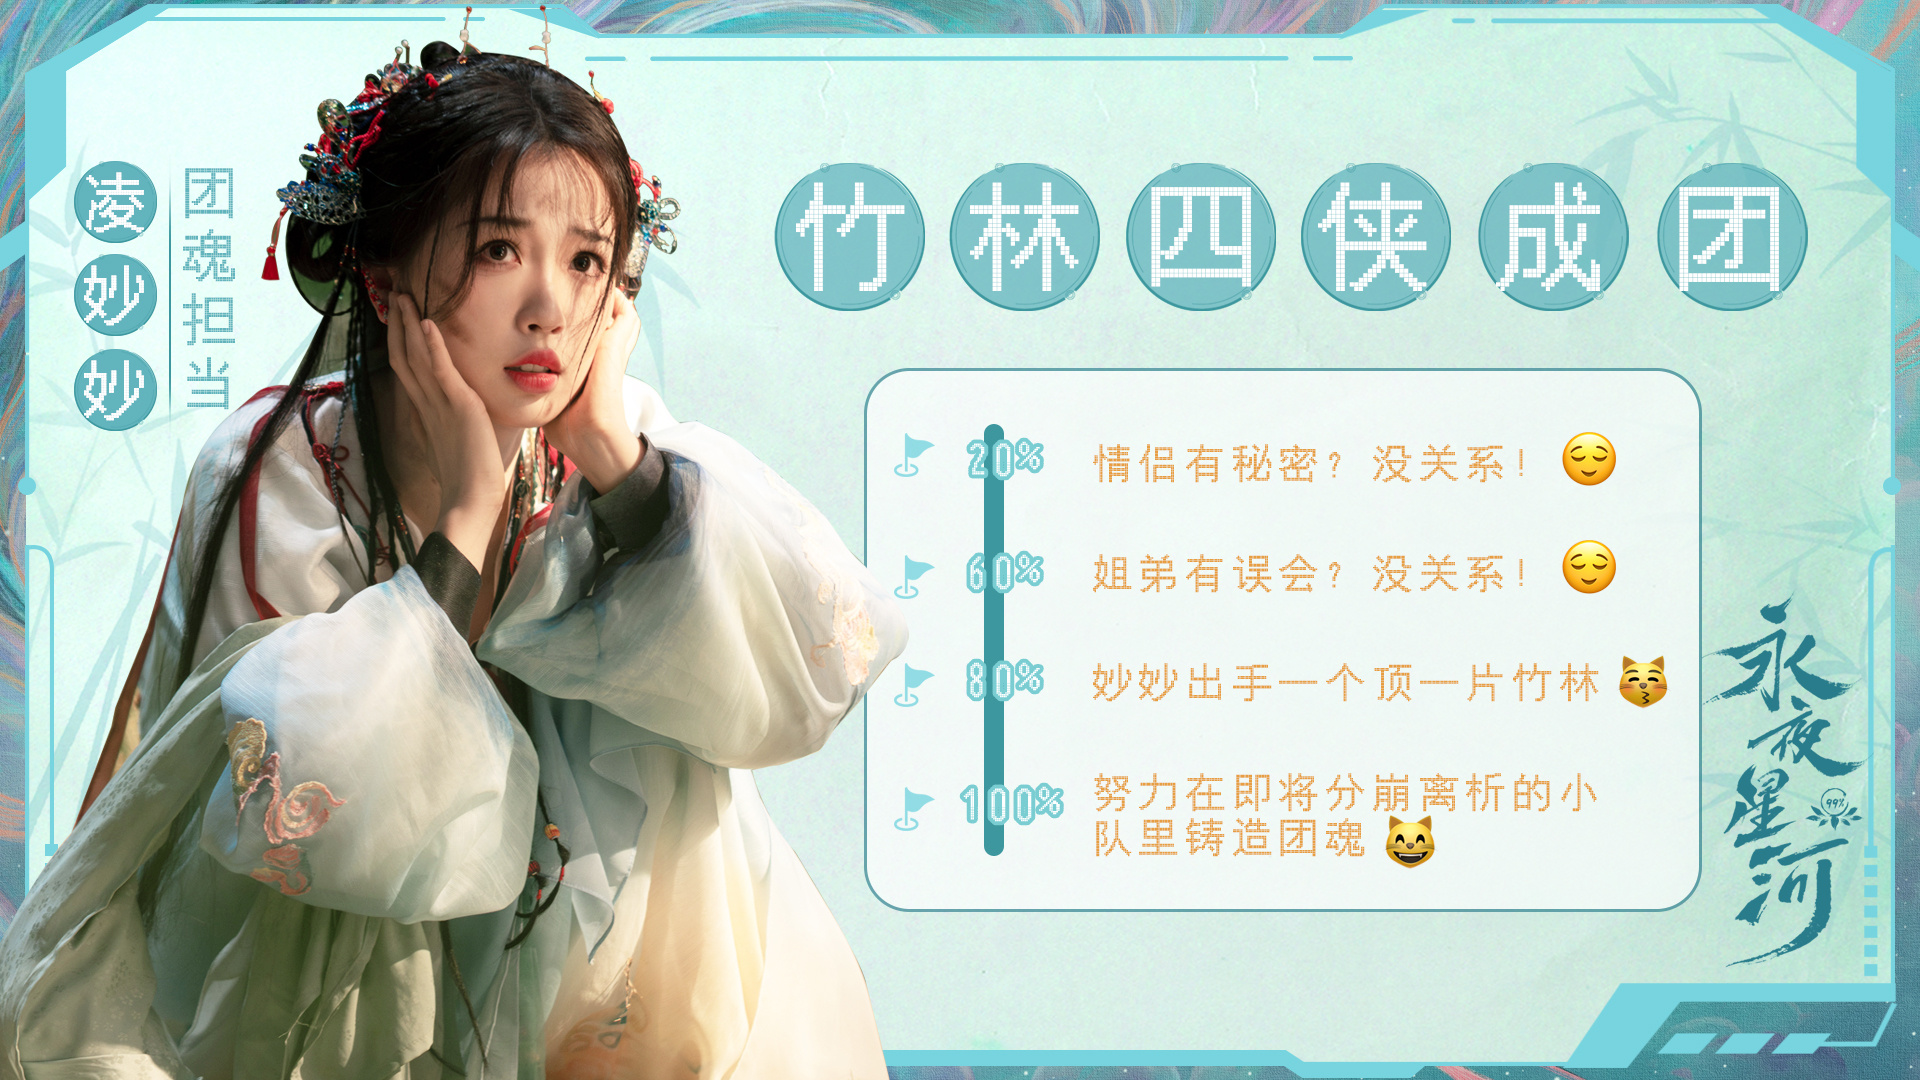 凌妙妙
团魂担当
竹林四侠成团
20% 情侣有秘密？没关系！
60% 姐弟有误会？没关系！
80% 妙妙出手一个顶一片竹林
100% 努力在即将分崩离析的小
队里铸造团魂
永夜星河
99%